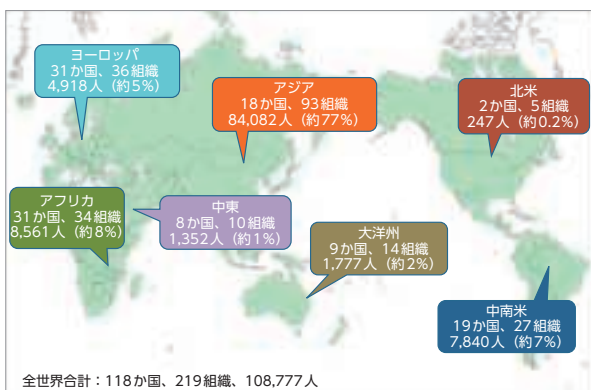 ヨーロッパ
31か国、36組織
4,918人（約5%）
アジア
18か国、93組織
84,082人（約77%）
北米
2か国、5組織
247人（約0.2%）
アフリカ
31か国、34組織
8,561人（約8%）
中東
8か国、10組織
1,352人（約1%）
大洋州
9か国、14組織
1,777人（約2%）
中南米
19か国、27組織
7,840人（約7%）
全世界合計：118か国、219組織、108,777人